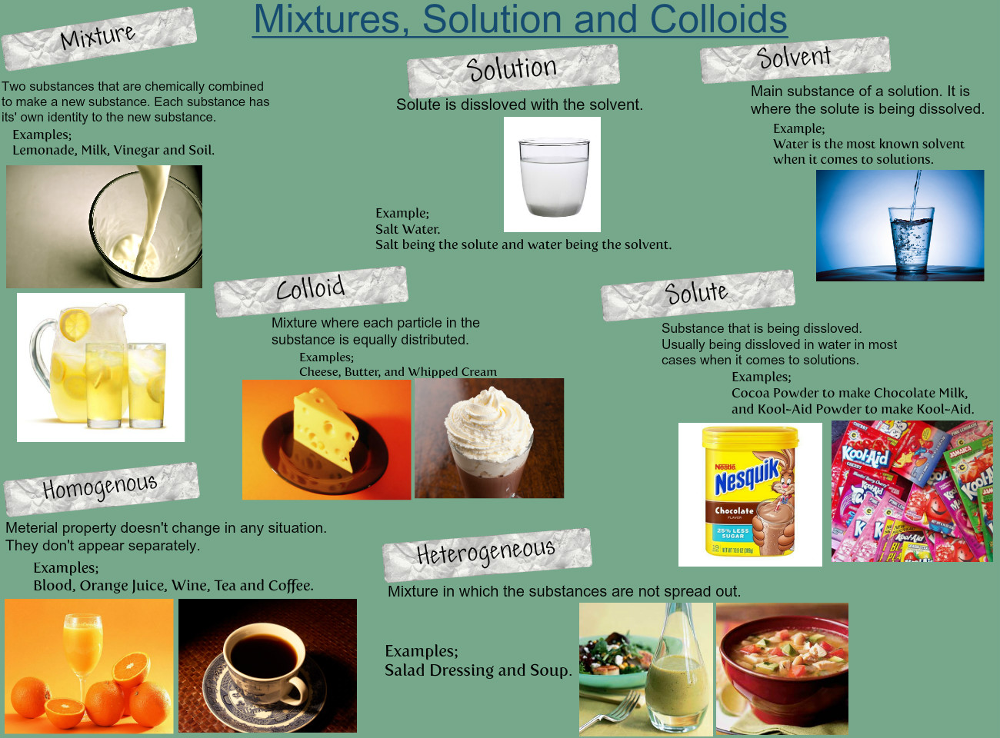 Mixtures, Solution and Colloids
Mixture
Two substances that are chemically combined
to make a new substance. Each substance has
its' own identity to the new substance.
Examples;
Lemonade, Milk, Vinegar and Soil.
Solution
Solute is dissloved with the solvent.
Example;
Salt Water.
Salt being the solute and water being the solvent.
Solvent
Main substance of a solution. It is
where the solute is being dissolved.
Example;
Water is the most known solvent
when it comes to solutions.
Colloid
Mixture where each particle in the
substance is equally distributed.
Examples;
Cheese, Butter, and Whipped Cream
Solute
Substance that is being dissloved.
Usually being dissloved in water in most
cases when it comes to solutions.
Examples;
Cocoa Powder to make Chocolate Milk,
and Kool-Aid Powder to make Kool-Aid.
Nestlé
Nesquik
Chocolate
FLAVOR
25% LESS
SUGAR
Kool-Aid
CHERRY
JAMAICA
Kool-Aid
Kool-Aid
Homogenous
Meterial property doesn't change in any situation.
They don't appear separately.
Examples;
Blood, Orange Juice, Wine, Tea and Coffee.
Heterogeneous
Mixture in which the substances are not spread out.
Examples;
Salad Dressing and Soup.